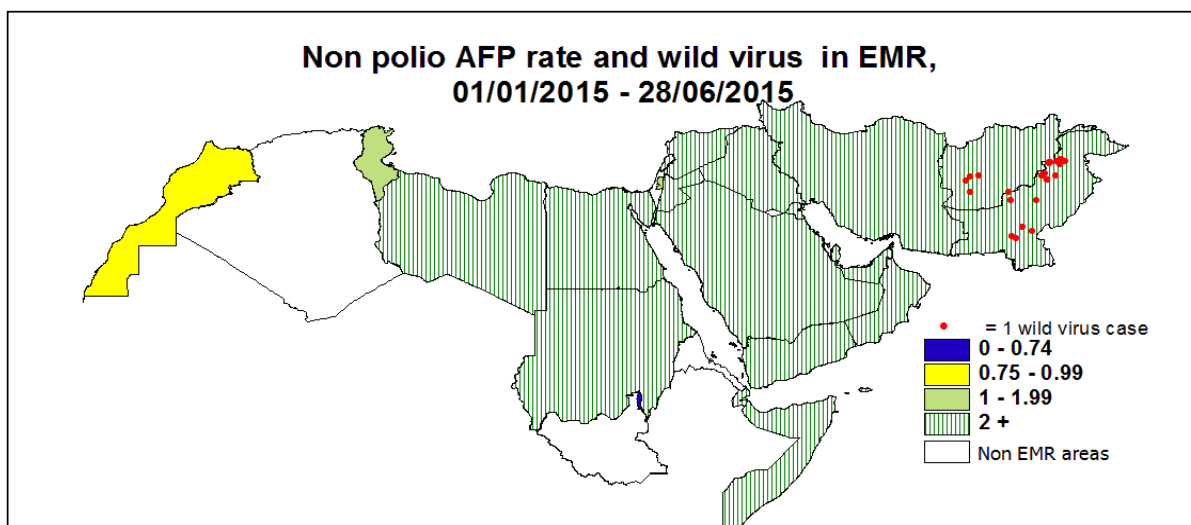 Non polio AFP rate and wild virus in EMR,
01/01/2015 - 28/06/2015
= 1 wild virus case
0 - 0.74
0.75 - 0.99
1 - 1.99
2 +
Non EMR areas